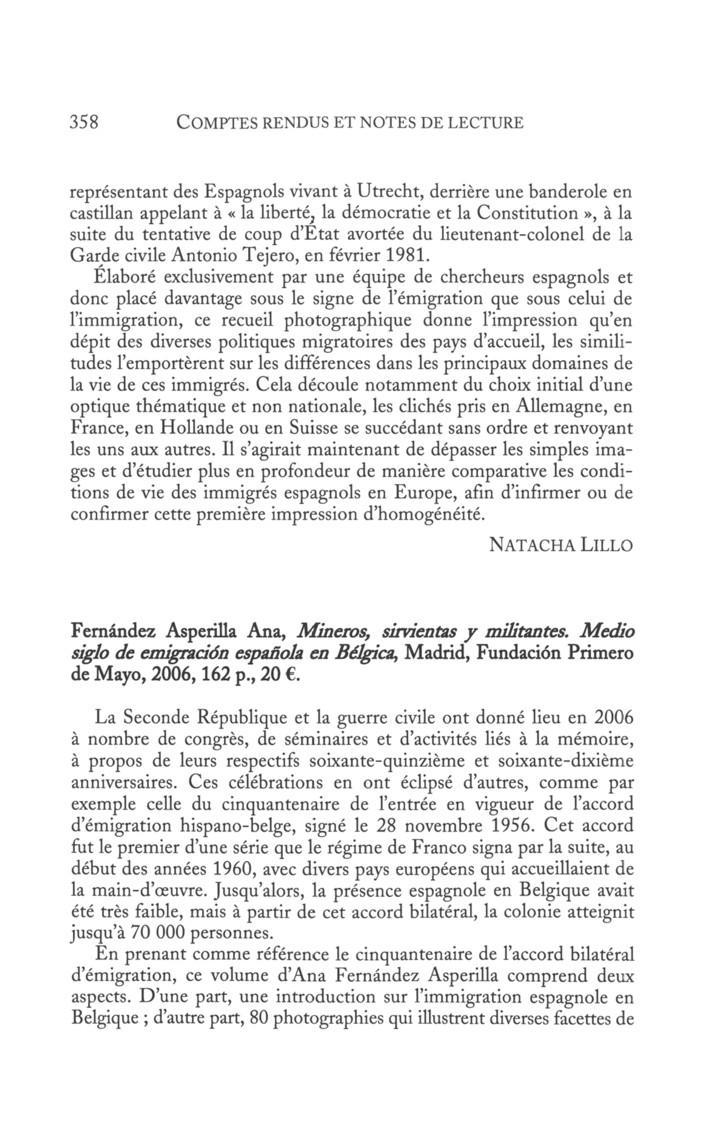 358 COMPTES RENDUS ET NOTES DE LECTURE
représentant des Espagnols vivant à Utrecht, derrière une banderole en
castillan appelant à « la liberté, la démocratie et la Constitution », à la
suite du tentative de coup d'État avortée du lieutenant-colonel de la
Garde civile Antonio Tejero, en février 1981.
Élaboré exclusivement par une équipe de chercheurs espagnols et
donc placé davantage sous le signe de l'émigration que sous celui de
l'immigration, ce recueil photographique donne l'impression qu'en
dépit des diverses politiques migratoires des pays d'accueil, les simili-
tudes l'emportèrent sur les différences dans les principaux domaines de
la vie de ces immigrés. Cela découle notamment du choix initial d'une
optique thématique et non nationale, les clichés pris en Allemagne, en
France, en Hollande ou en Suisse se succédant sans ordre et renvoyant
les uns aux autres. Il s'agirait maintenant de dépasser les simples ima-
ges et d'étudier plus en profondeur de manière comparative les condi-
tions de vie des immigrés espagnols en Europe, afin d'infirmer ou de
confirmer cette première impression d'homogénéité.
NATACHA LILLO
Fernández Asperilla Ana, Mineros, sirvientas y militantes. Medio
siglo de emigración española en Bélgica, Madrid, Fundación Primero
de Mayo, 2006, 162 p., 20 €.
La Seconde République et la guerre civile ont donné lieu en 2006
à nombre de congrès, de séminaires et d'activités liés à la mémoire,
à propos de leurs respectifs soixante-quinzième et soixante-dixième
anniversaires. Ces célébrations en ont éclipsé d'autres, comme par
exemple celle du cinquantenaire de l'entrée en vigueur de l'accord
d'émigration hispano-belge, signé le 28 novembre 1956. Cet accord
fut le premier d'une série que le régime de Franco signa par la suite, au
début des années 1960, avec divers pays européens qui accueillaient de
la main-d'œuvre. Jusqu'alors, la présence espagnole en Belgique avait
été très faible, mais à partir de cet accord bilatéral, la colonie atteignit
jusqu'à 70 000 personnes.
En prenant comme référence le cinquantenaire de l'accord bilatéral
d'émigration, ce volume d'Ana Fernández Asperilla comprend deux
aspects. D'une part, une introduction sur l'immigration espagnole en
Belgique ; d'autre part, 80 photographies qui illustrent diverses facettes de